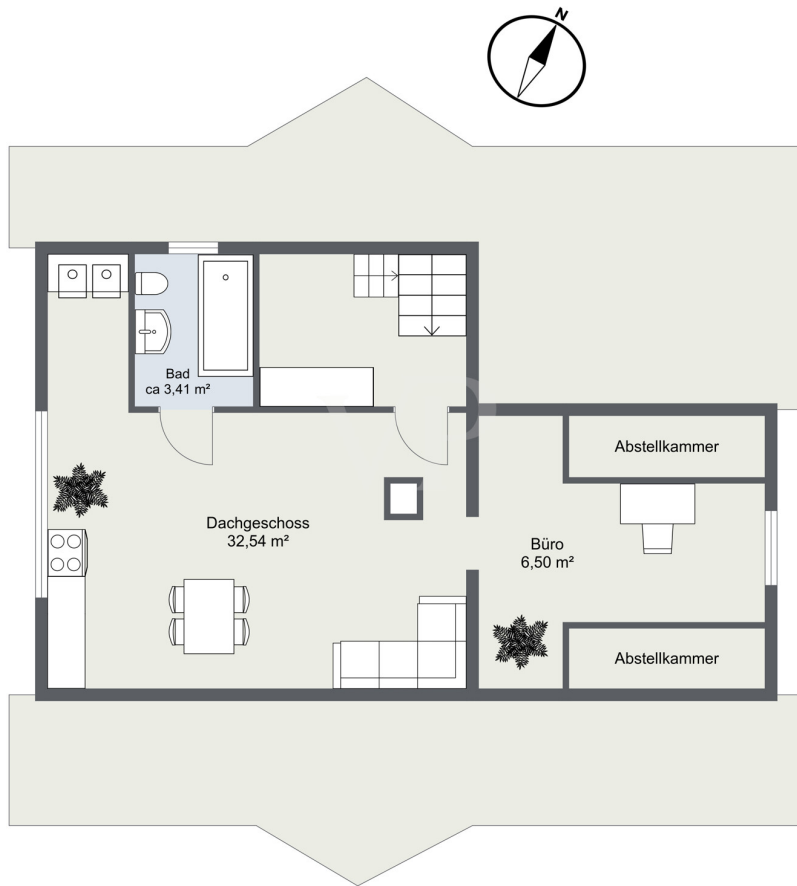 N
Bad
ca 3,41 m²
Abstellkammer
Dachgeschoss
32,54 m²
Büro
6,50 m²
Abstellkammer